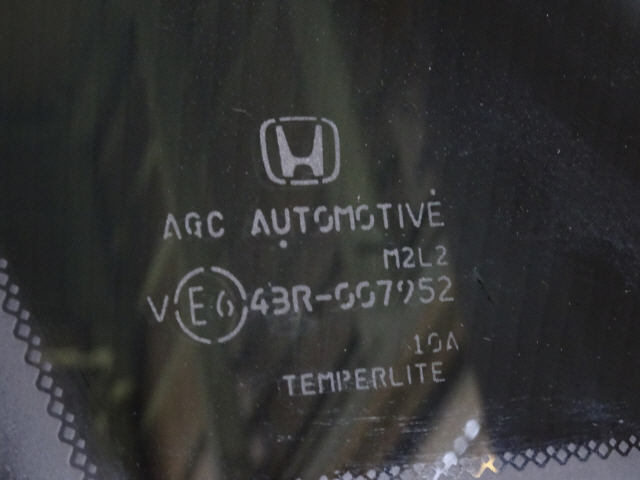 AGC AUTOMOTIVE
M2L2
V E6 43R-007952
10A
TEMPERLITE